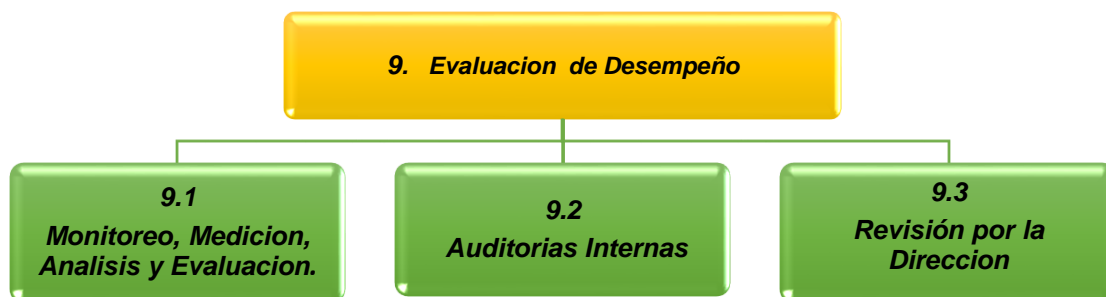 9. Evaluacion de Desempeño
9.1
Monitoreo, Medicion,
Analisis y Evaluacion.
9.2
Auditorias Internas
9.3
Revisión por la
Direccion